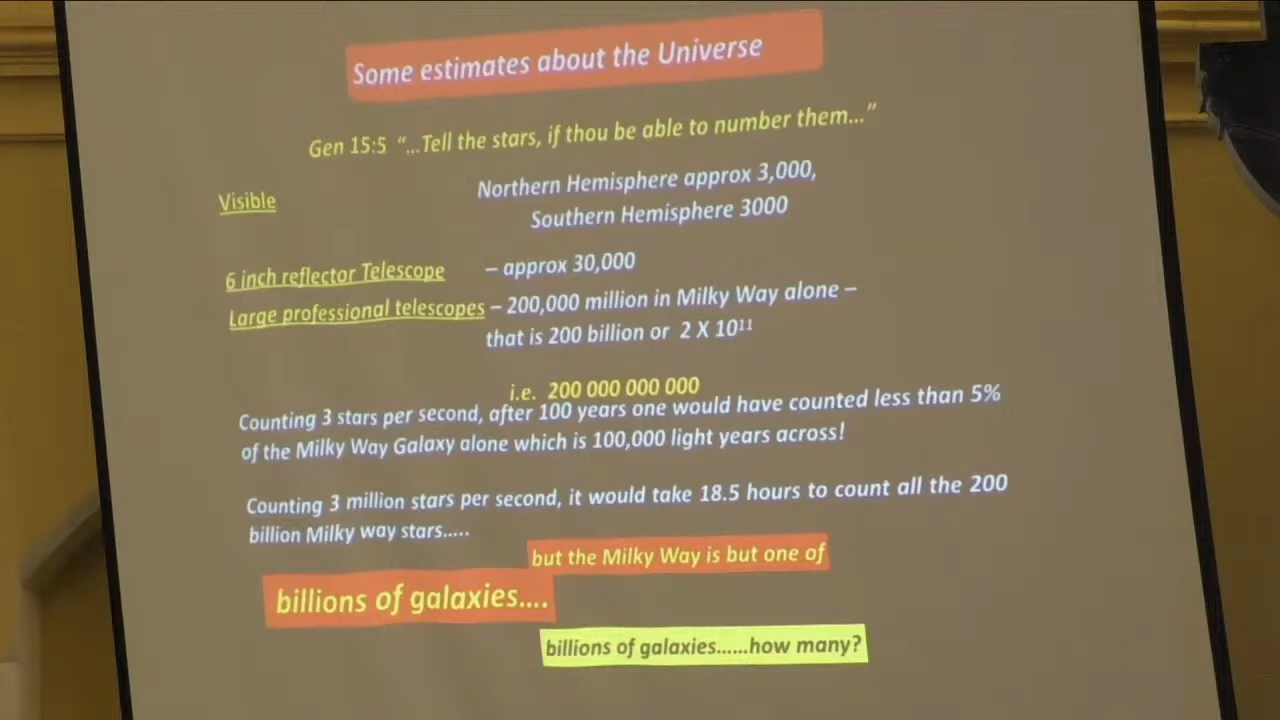 Some estimates about the Universe
Gen 15:5 “...Tell the stars, if thou be able to number them...”
Visible
Northern Hemisphere approx 3,000,
Southern Hemisphere 3000
6 inch reflector Telescope – approx 30,000
Large professional telescopes – 200,000 million in Milky Way alone –
that is 200 billion or 2 X 10¹¹
i.e. 200 000 000 000
Counting 3 stars per second, after 100 years one would have counted less than 5%
of the Milky Way Galaxy alone which is 100,000 light years across!
Counting 3 million stars per second, it would take 18.5 hours to count all the 200
billion Milky way stars.....
but the Milky Way is but one of
billions of galaxies....
billions of galaxies......how many?